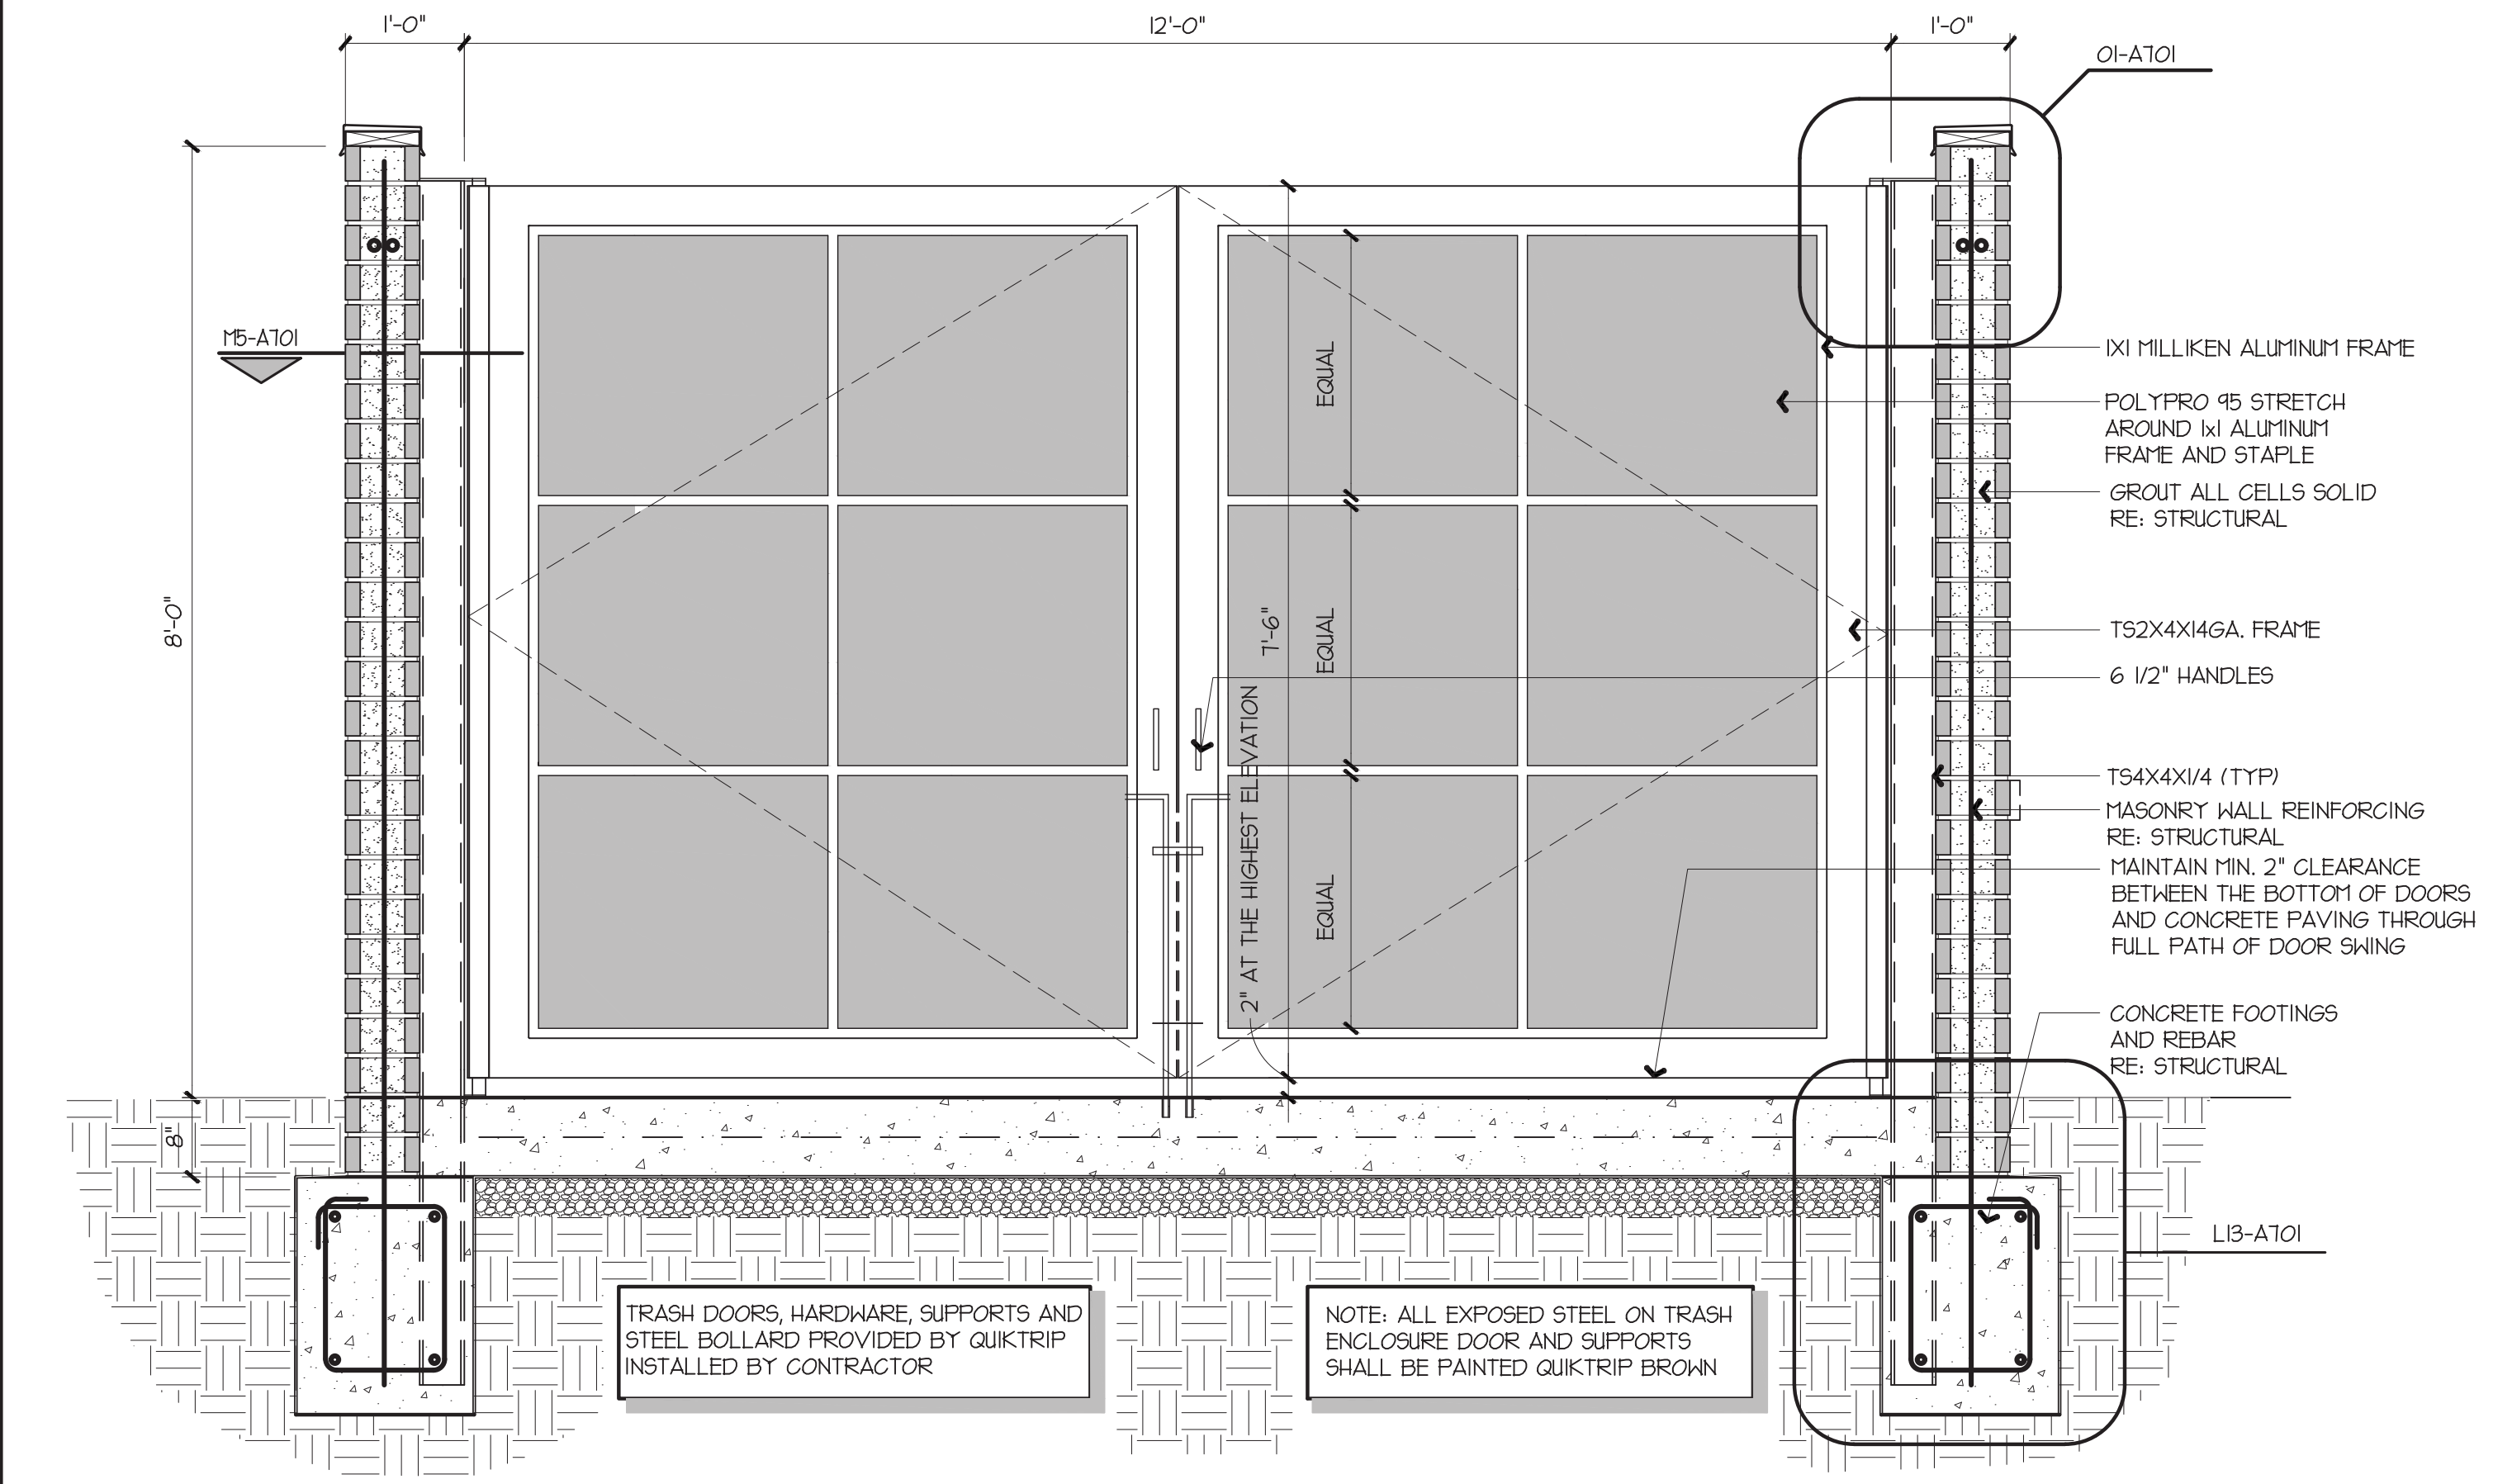 1'-0"
12'-0"
1'-0"
01-A701
M5-A701
8'-0"
8"
EQUAL
EQUAL
EQUAL
7'-6"
2" AT THE HIGHEST ELEVATION
1X1 MILLIKEN ALUMINUM FRAME
POLYPRO 95 STRETCH
AROUND 1x1 ALUMINUM
FRAME AND STAPLE
GROUT ALL CELLS SOLID
RE: STRUCTURAL
TS2X4X14GA. FRAME
6 1/2" HANDLES
TS4X4X1/4 (TYP)
MASONRY WALL REINFORCING
RE: STRUCTURAL
MAINTAIN MIN. 2" CLEARANCE
BETWEEN THE BOTTOM OF DOORS
AND CONCRETE PAVING THROUGH
FULL PATH OF DOOR SWING
CONCRETE FOOTINGS
AND REBAR
RE: STRUCTURAL
L13-A701
TRASH DOORS, HARDWARE, SUPPORTS AND
STEEL BOLLARD PROVIDED BY QUIKTRIP
INSTALLED BY CONTRACTOR
NOTE: ALL EXPOSED STEEL ON TRASH
ENCLOSURE DOOR AND SUPPORTS
SHALL BE PAINTED QUIKTRIP BROWN